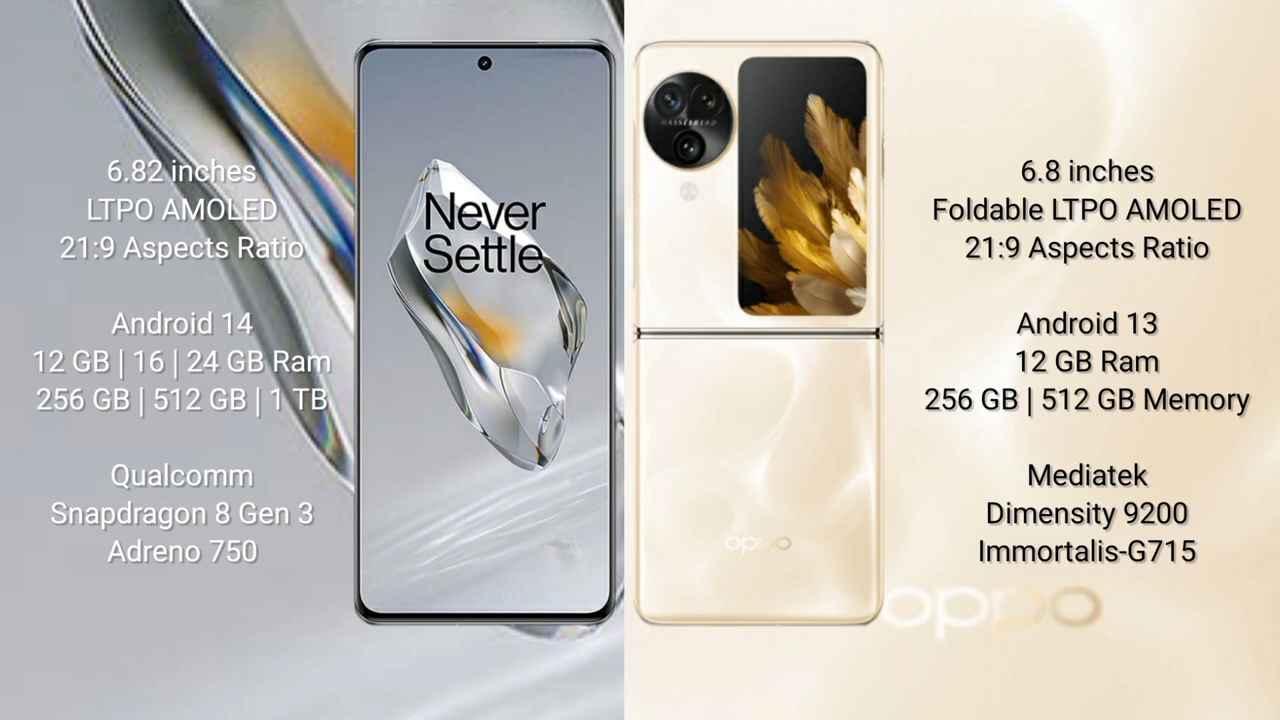 6.82 inches
LTPO AMOLED
21:9 Aspects Ratio
Android 14
12 GB | 16 | 24 GB Ram
256 GB | 512 GB | 1 TB
Qualcomm
Snapdragon 8 Gen 3
Adreno 750
Never
Settle
HASSELBLAD
oppo
6.8 inches
Foldable LTPO AMOLED
21:9 Aspects Ratio
Android 13
12 GB Ram
256 GB | 512 GB Memory
Mediatek
Dimensity 9200
Immortalis-G715
oppo